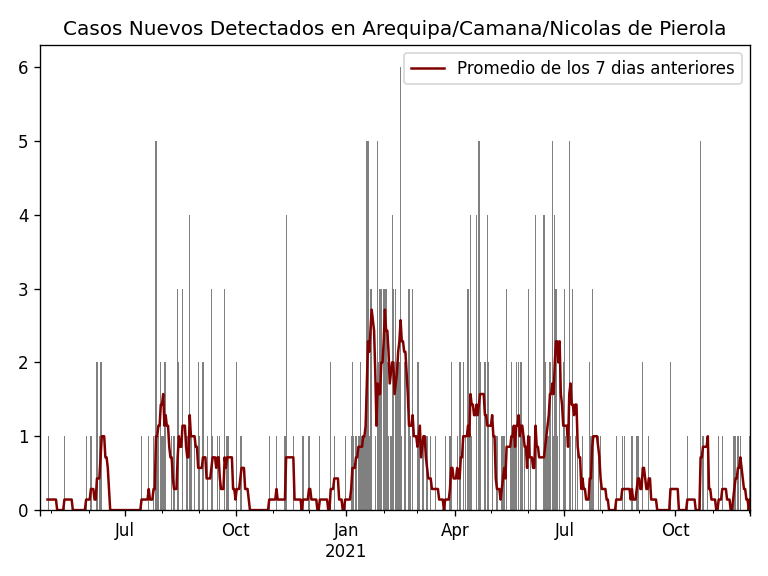 Casos Nuevos Detectados en Arequipa/Camana/Nicolas de Pierola
Promedio de los 7 dias anteriores
6
5
4
3
2
1
0
Jul
Oct
Jan
2021
Apr
Jul
Oct